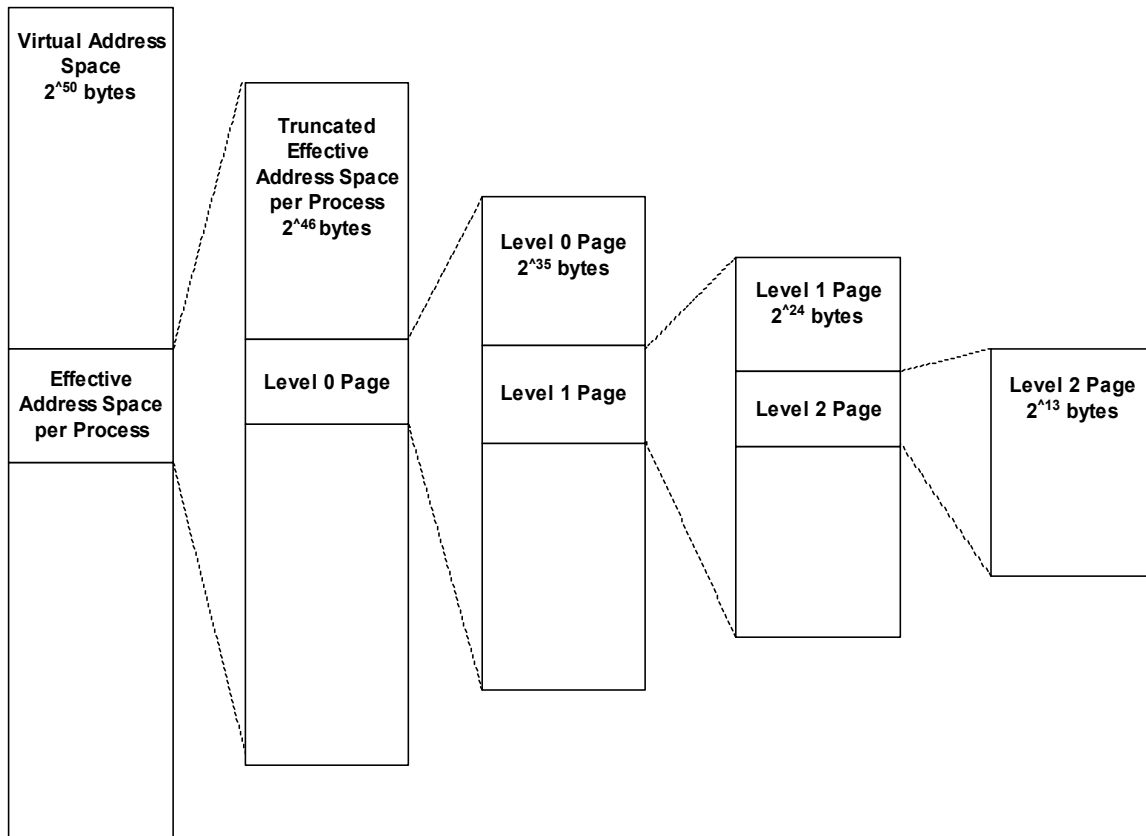 Virtual Address
Space
2^50 bytes
Effective
Address Space
per Process
Truncated
Effective
Address Space
per Process
2^46 bytes
Level 0 Page
Level 0 Page
2^35 bytes
Level 1 Page
Level 1 Page
2^24 bytes
Level 2 Page
Level 2 Page
2^13 bytes